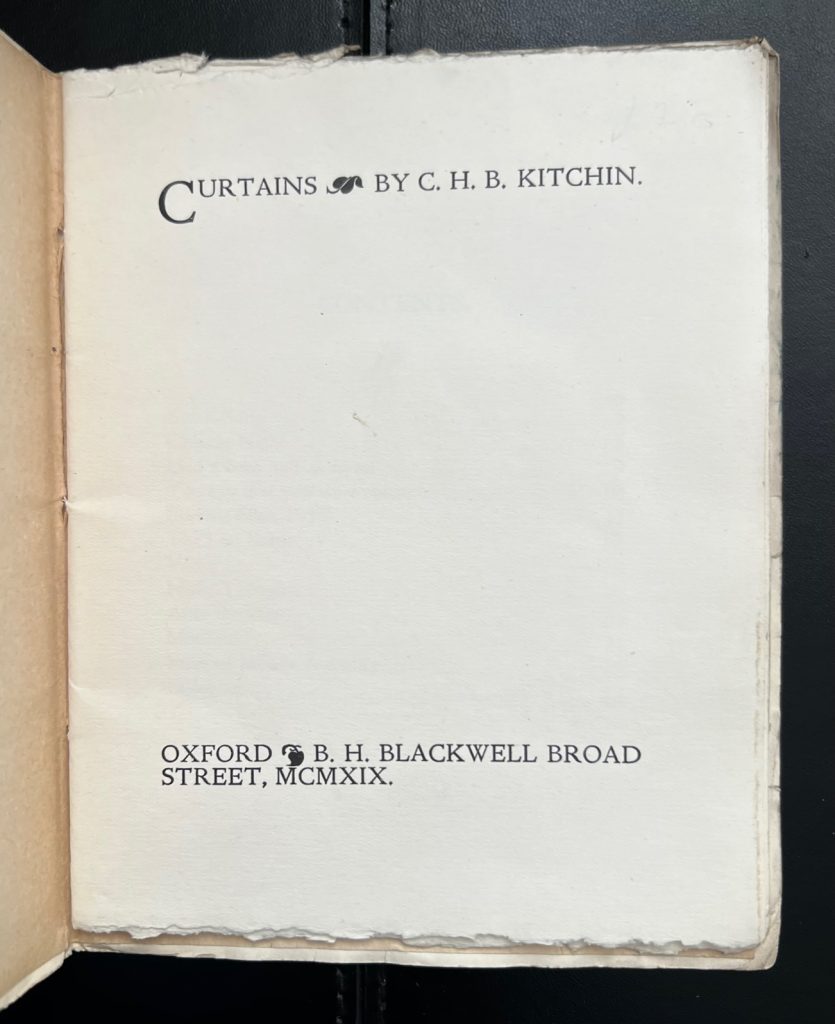 CURTAINS ❧ BY C. H. B. KITCHIN.
OXFORD ❦ B. H. BLACKWELL BROAD
STREET, MCMXIX.